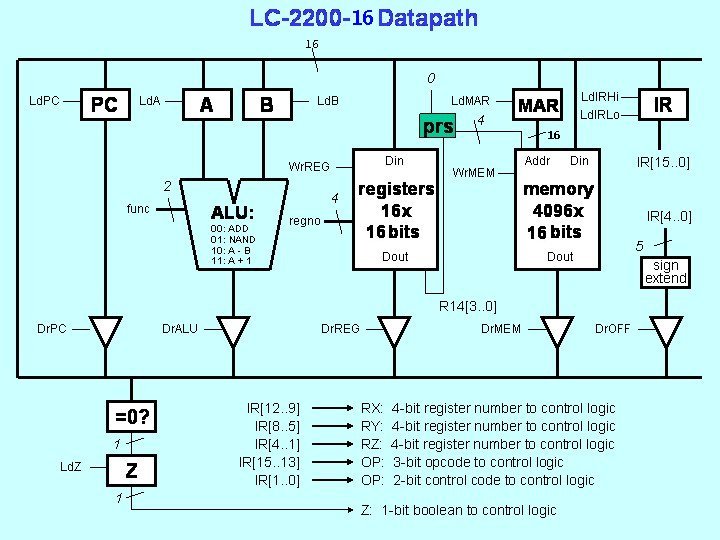 LC-2200-16 Datapath
16
0
Ld.PC
PC
Ld.A
A
B
Ld.B
Ld.MAR
MAR
Ld.IRHi
Ld.IRLo
IR
prs
4
16
Wr.REG
Din
Wr.MEM
Addr
Din
IR[15..0]
2
func
ALU:
00: ADD
01: NAND
10: A - B
11: A + 1
4
regno
registers
16 x
16 bits
Dout
memory
4096x
16 bits
Dout
IR[4..0]
5
sign
extend
R14[3..0]
Dr.PC
Dr.ALU
Dr.REG
Dr.MEM
Dr.OFF
=0?
1
Ld.Z
Z
1
IR[12..9] RX: 4-bit register number to control logic
IR[8..5] RY: 4-bit register number to control logic
IR[4..1] RZ: 4-bit register number to control logic
IR[15..13] OP: 3-bit opcode to control logic
IR[1..0] OP: 2-bit control code to control logic
Z: 1-bit boolean to control logic